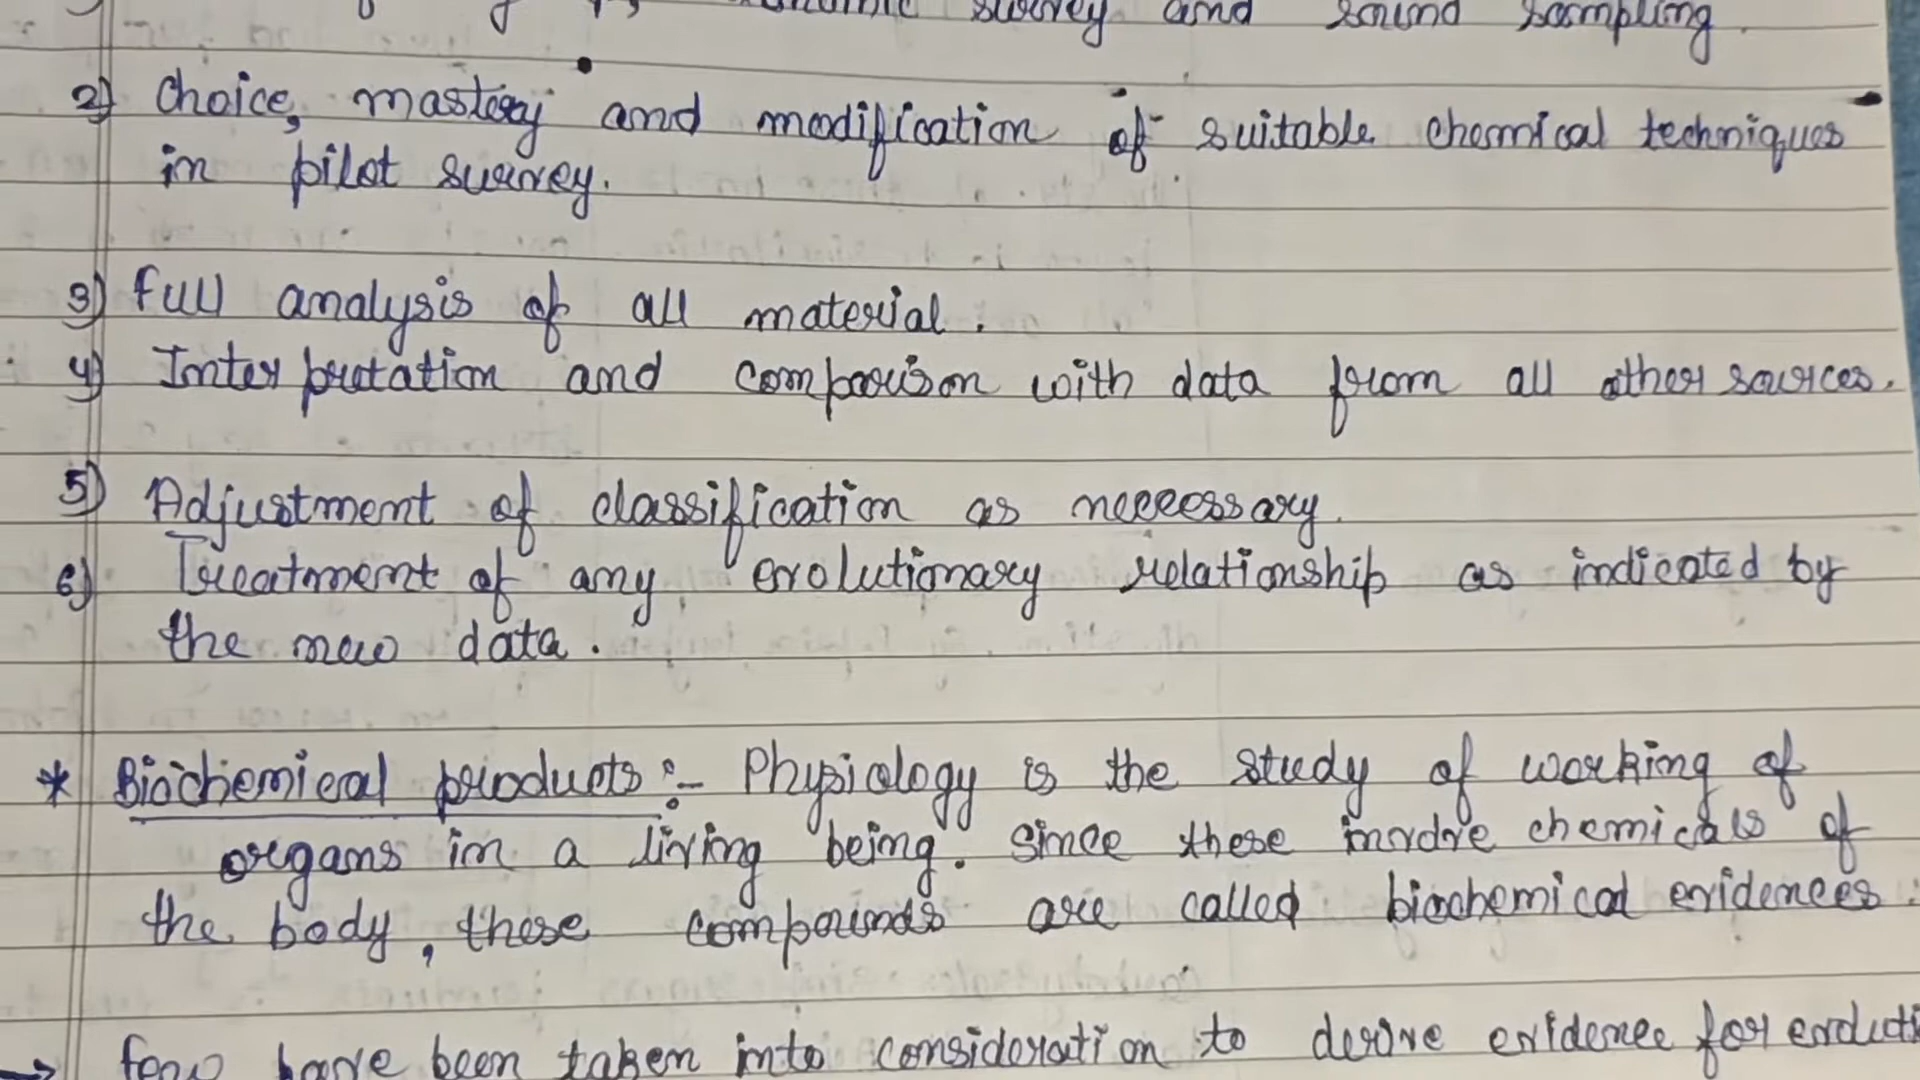 survey and sound sampling.
2) Choice, mastery and modification of suitable chemical techniques
in pilot survey.
3) Full analysis of all material.
4) Interpretation and comparison with data from all other sources.
5) Adjustment of classification as necessary.
6) Treatment of any evolutionary relationship as indicated by
the new data.
* Biochemical products :- Physiology is the study of working of
organs in a living being. Since these involve chemicals of
the body, these compounds are called biochemical evidences.
→ few have been taken into consideration to derive evidence for evoluti